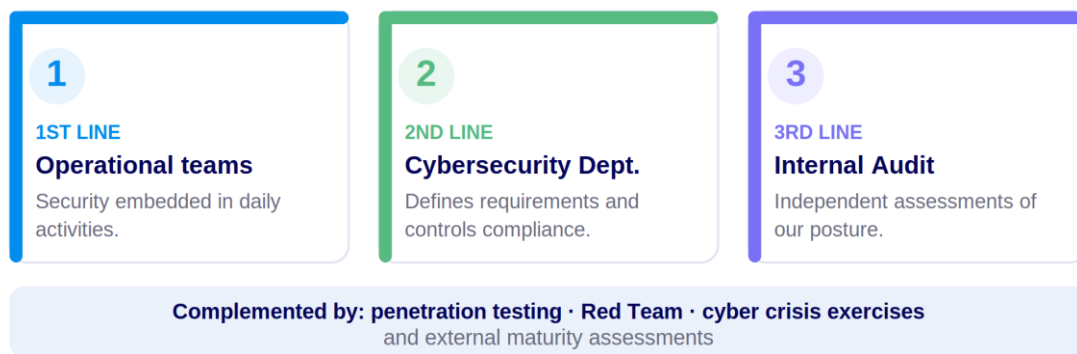 1
1ST LINE
Operational teams
Security embedded in daily
activities.
2
2ND LINE
Cybersecurity Dept.
Defines requirements and
controls compliance.
3
3RD LINE
Internal Audit
Independent assessments of
our posture.
Complemented by: penetration testing · Red Team · cyber crisis exercises
and external maturity assessments